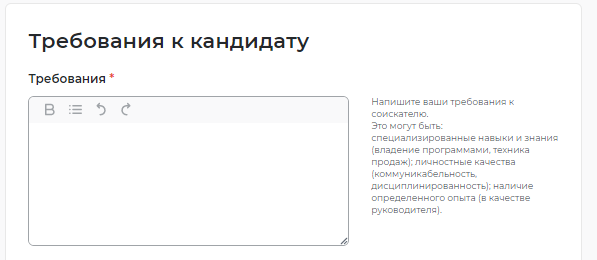 Требования к кандидату
Требования *
B
Напишите ваши требования к
соискателю.
Это могут быть:
специализированные навыки и знания
(владение программами, техника
продаж); личностные качества
(коммуникабельность,
дисциплинированность); наличие
определенного опыта (в качестве
руководителя).